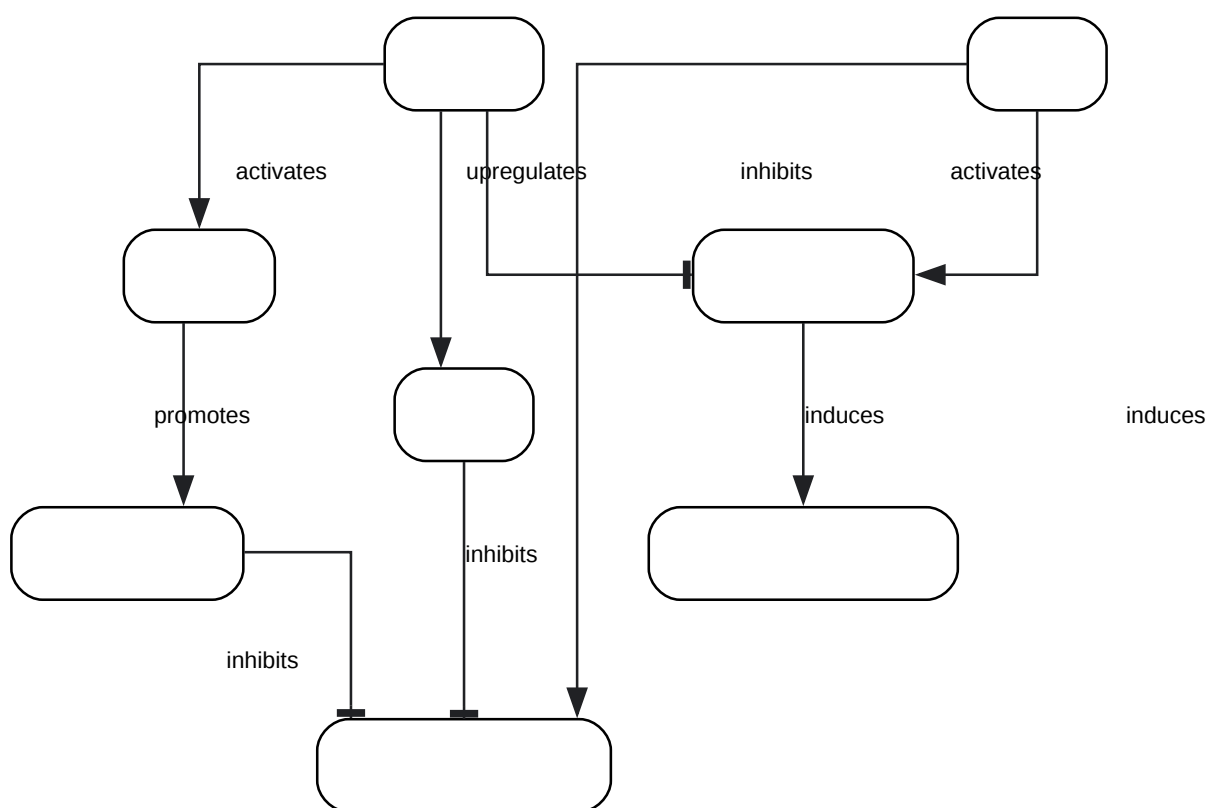 activates
upregulates
inhibits
activates
promotes
induces
induces
inhibits
inhibits